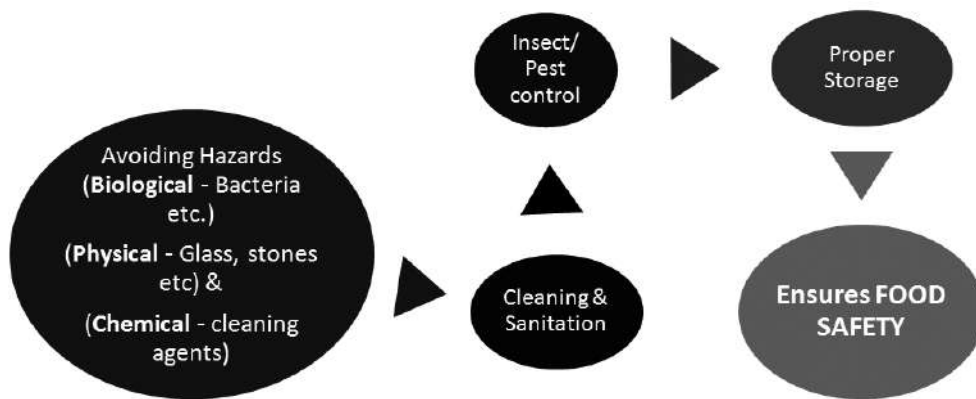 Avoiding Hazards
(Biological - Bacteria
etc.)
(Physical - Glass, stones
etc) &
(Chemical - cleaning
agents)
Cleaning &
Sanitation
Insect/
Pest
control
Proper
Storage
Ensures FOOD
SAFETY